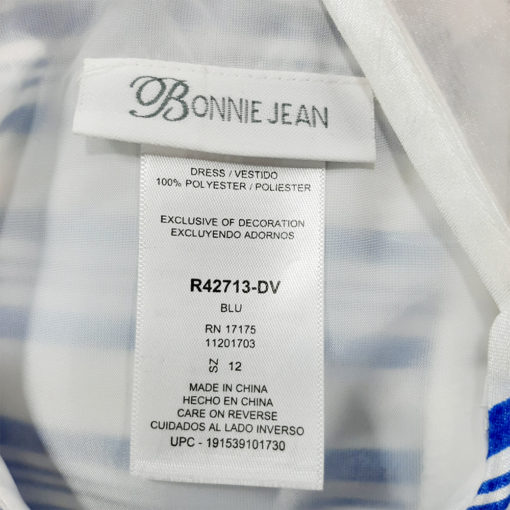 BONNIE JEAN
DRESS / VESTIDO
100% POLYESTER / POLIESTER
EXCLUSIVE OF DECORATION
EXCLUYENDO ADORNOS
R42713-DV
BLU
RN 17175
11201703
SZ 12
MADE IN CHINA
HECHO EN CHINA
CARE ON REVERSE
CUIDADOS AL LADO INVERSO
UPC - 191539101730